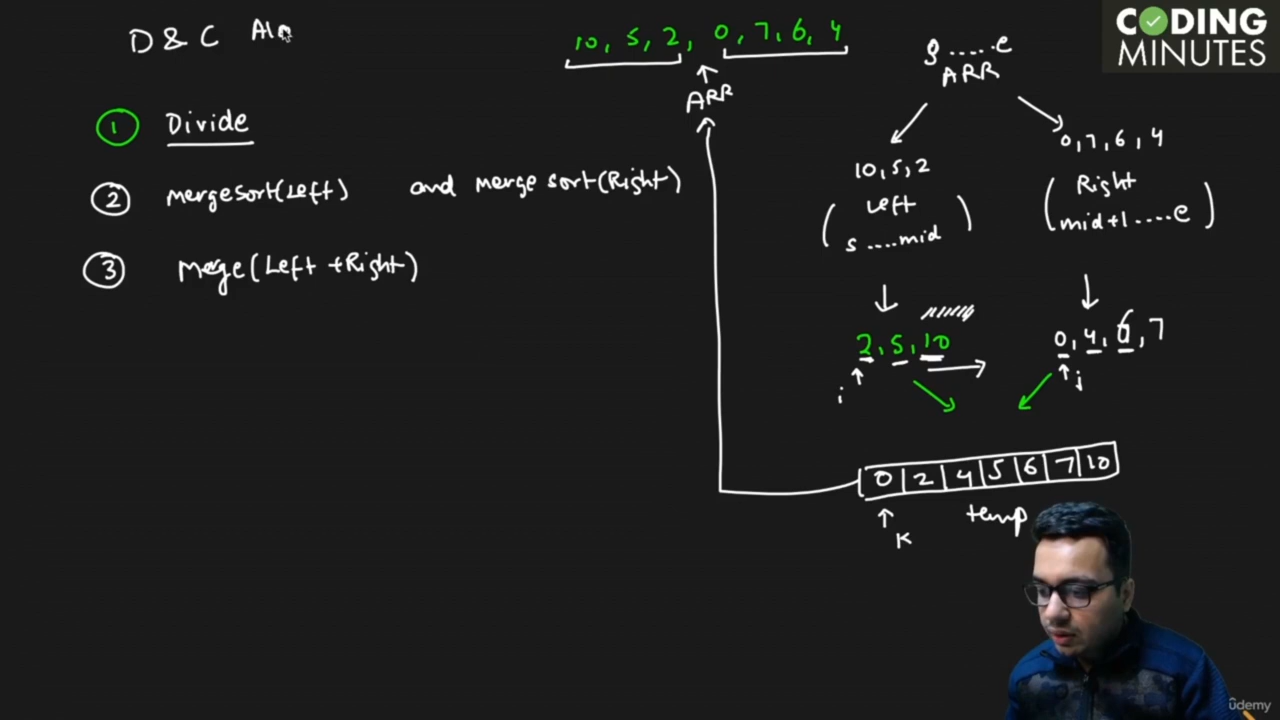 D & C Alg
10, 5, 2, 0, 7, 6, 4
ARR
① Divide
② mergesort(Left) and merge sort(Right)
③ Merge(Left +Right)
s.....e
ARR
10, 5, 2
Left
s ....mid
0, 7, 6, 4
Right
mid+1.....e
2, 5, 10
i
0, 4, 6, 7
j
0 2 4 5 6 7 10
K
temp
CODING
MINUTES
ûdemy